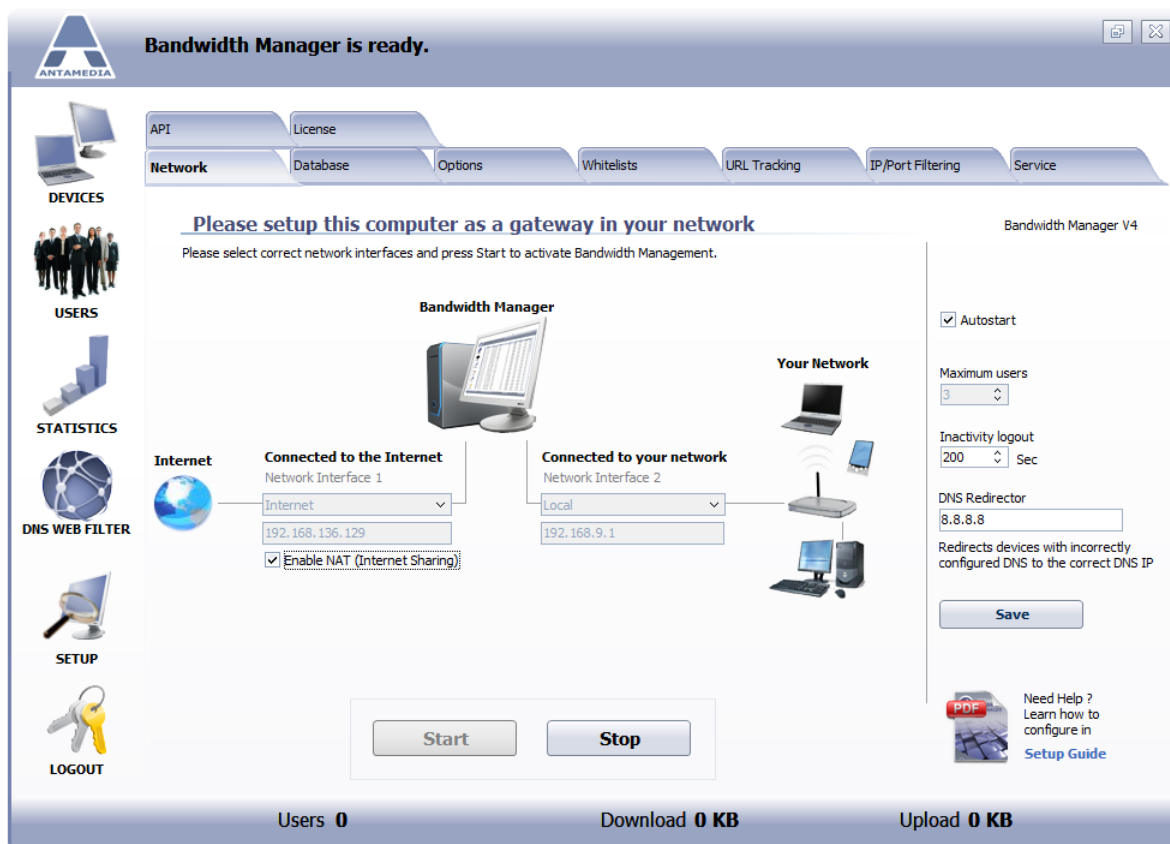 ANTAMEDIA
Bandwidth Manager is ready.
API
License
Network
Database
Options
Whitelists
URL Tracking
IP/Port Filtering
Service
DEVICES
USERS
STATISTICS
DNS WEB FILTER
SETUP
LOGOUT
Please setup this computer as a gateway in your network
Bandwidth Manager V4
Please select correct network interfaces and press Start to activate Bandwidth Management.
Bandwidth Manager
Your Network
Internet
Connected to the Internet
Network Interface 1
Internet
192.168.136.129
Enable NAT (Internet Sharing)
Connected to your network
Network Interface 2
Local
192.168.9.1
Autostart
Maximum users
3
Inactivity logout
200 Sec
DNS Redirector
8.8.8.8
Redirects devices with incorrectly
configured DNS to the correct DNS IP
Save
PDF
Need Help ?
Learn how to
configure in
Setup Guide
Start
Stop
Users 0
Download 0 KB
Upload 0 KB